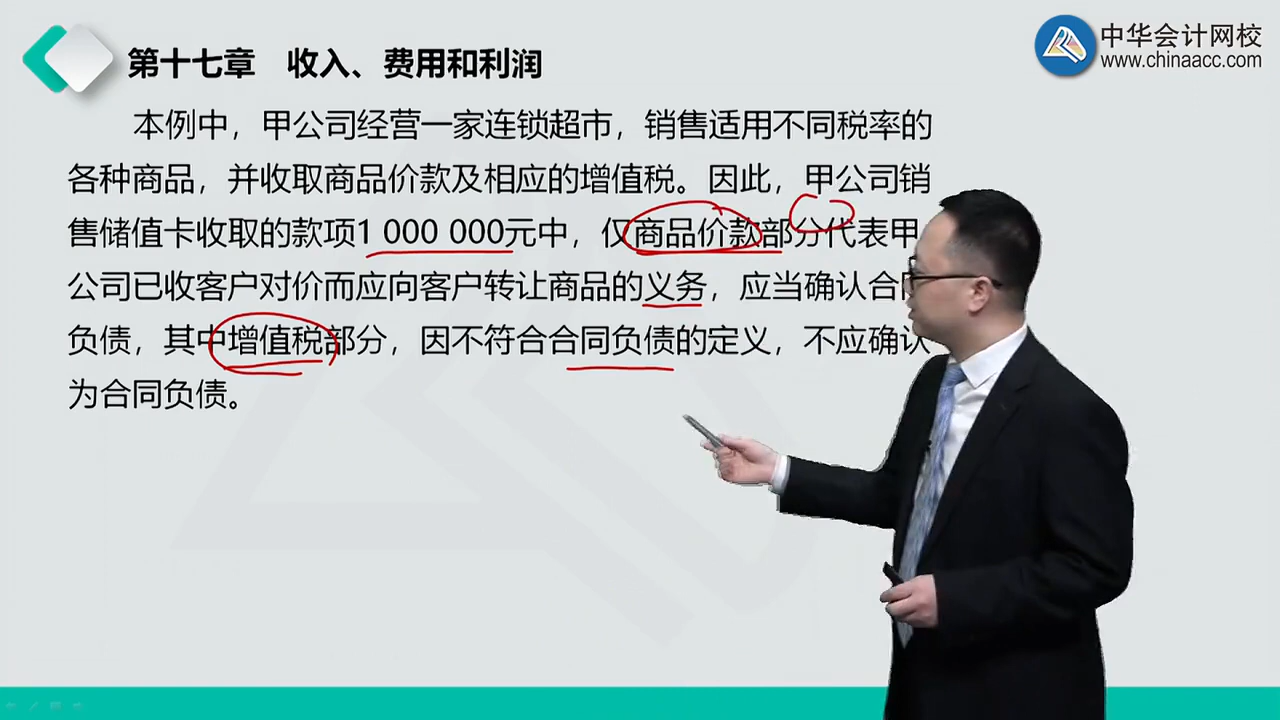 第十七章 收入、费用和利润
中华会计网校
www.chinaacc.com
本例中，甲公司经营一家连锁超市，销售适用不同税率的
各种商品，并收取商品价款及相应的增值税。因此，甲公司销
售储值卡收取的款项1 000 000元中，仅商品价款部分代表甲
公司已收客户对价而应向客户转让商品的义务，应当确认合同
负债，其中增值税部分，因不符合合同负债的定义，不应确认
为合同负债。